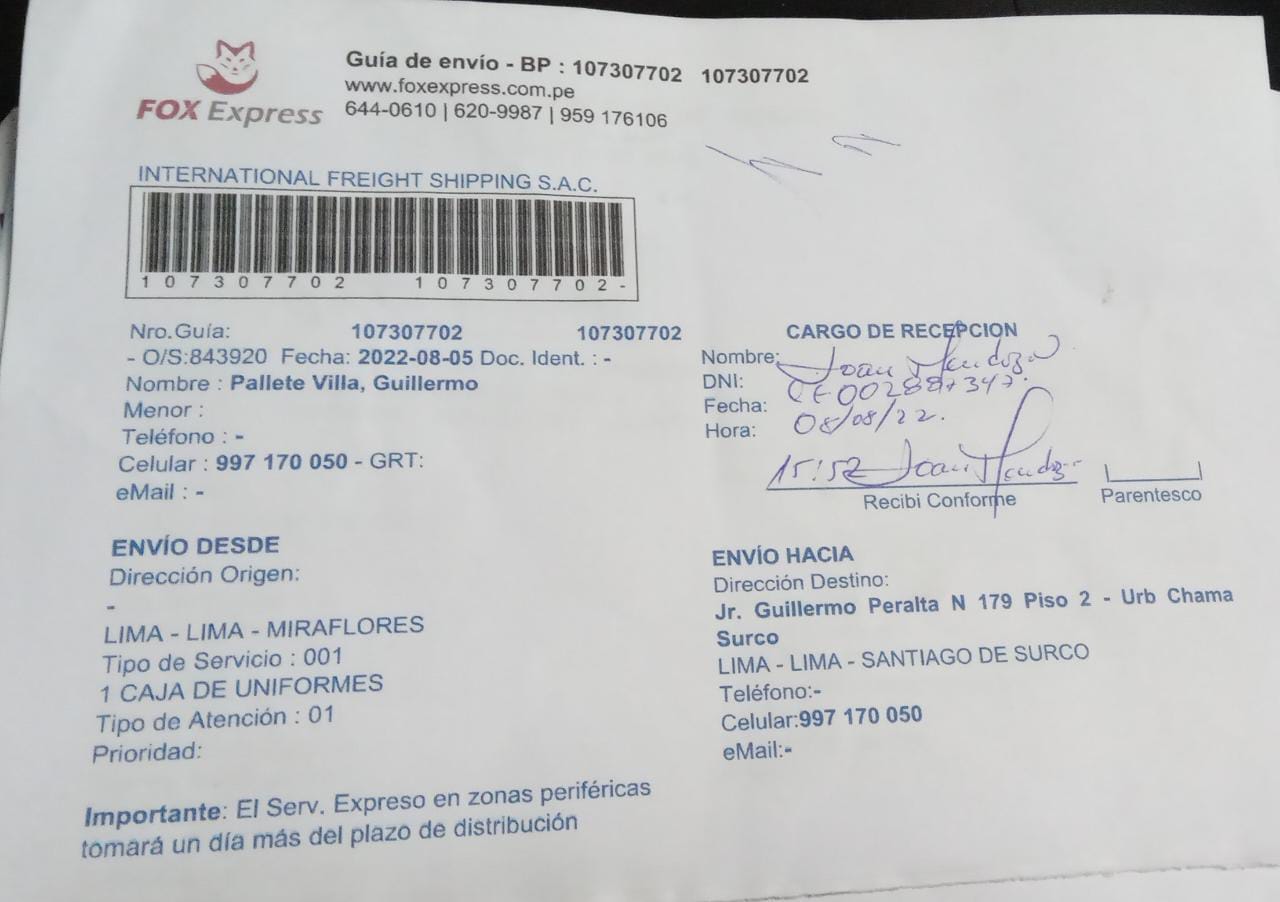 FOX Express
Guía de envío - BP : 107307702 107307702
www.foxexpress.com.pe
644-0610 | 620-9987 | 959 176106
INTERNATIONAL FREIGHT SHIPPING S.A.C.
107307702 107307702-
Nro.Guía: 107307702 107307702
- O/S:843920 Fecha: 2022-08-05 Doc. Ident. : -
Nombre : Pallete Villa, Guillermo
Menor :
Teléfono : -
Celular : 997 170 050 - GRT:
eMail : -
CARGO DE RECEPCION
Nombre: Joan Mendoza
DNI: CE002887347.
Fecha: 08/08/22.
Hora:
15:52 Joan Mendoza
Recibi Conforme
Parentesco
ENVÍO DESDE
Dirección Origen:
-
LIMA - LIMA - MIRAFLORES
Tipo de Servicio : 001
1 CAJA DE UNIFORMES
Tipo de Atención : 01
Prioridad:
ENVÍO HACIA
Dirección Destino:
Jr. Guillermo Peralta N 179 Piso 2 - Urb Chama
Surco
LIMA - LIMA - SANTIAGO DE SURCO
Teléfono:-
Celular:997 170 050
eMail:-
Importante: El Serv. Expreso en zonas periféricas
tomará un día más del plazo de distribución